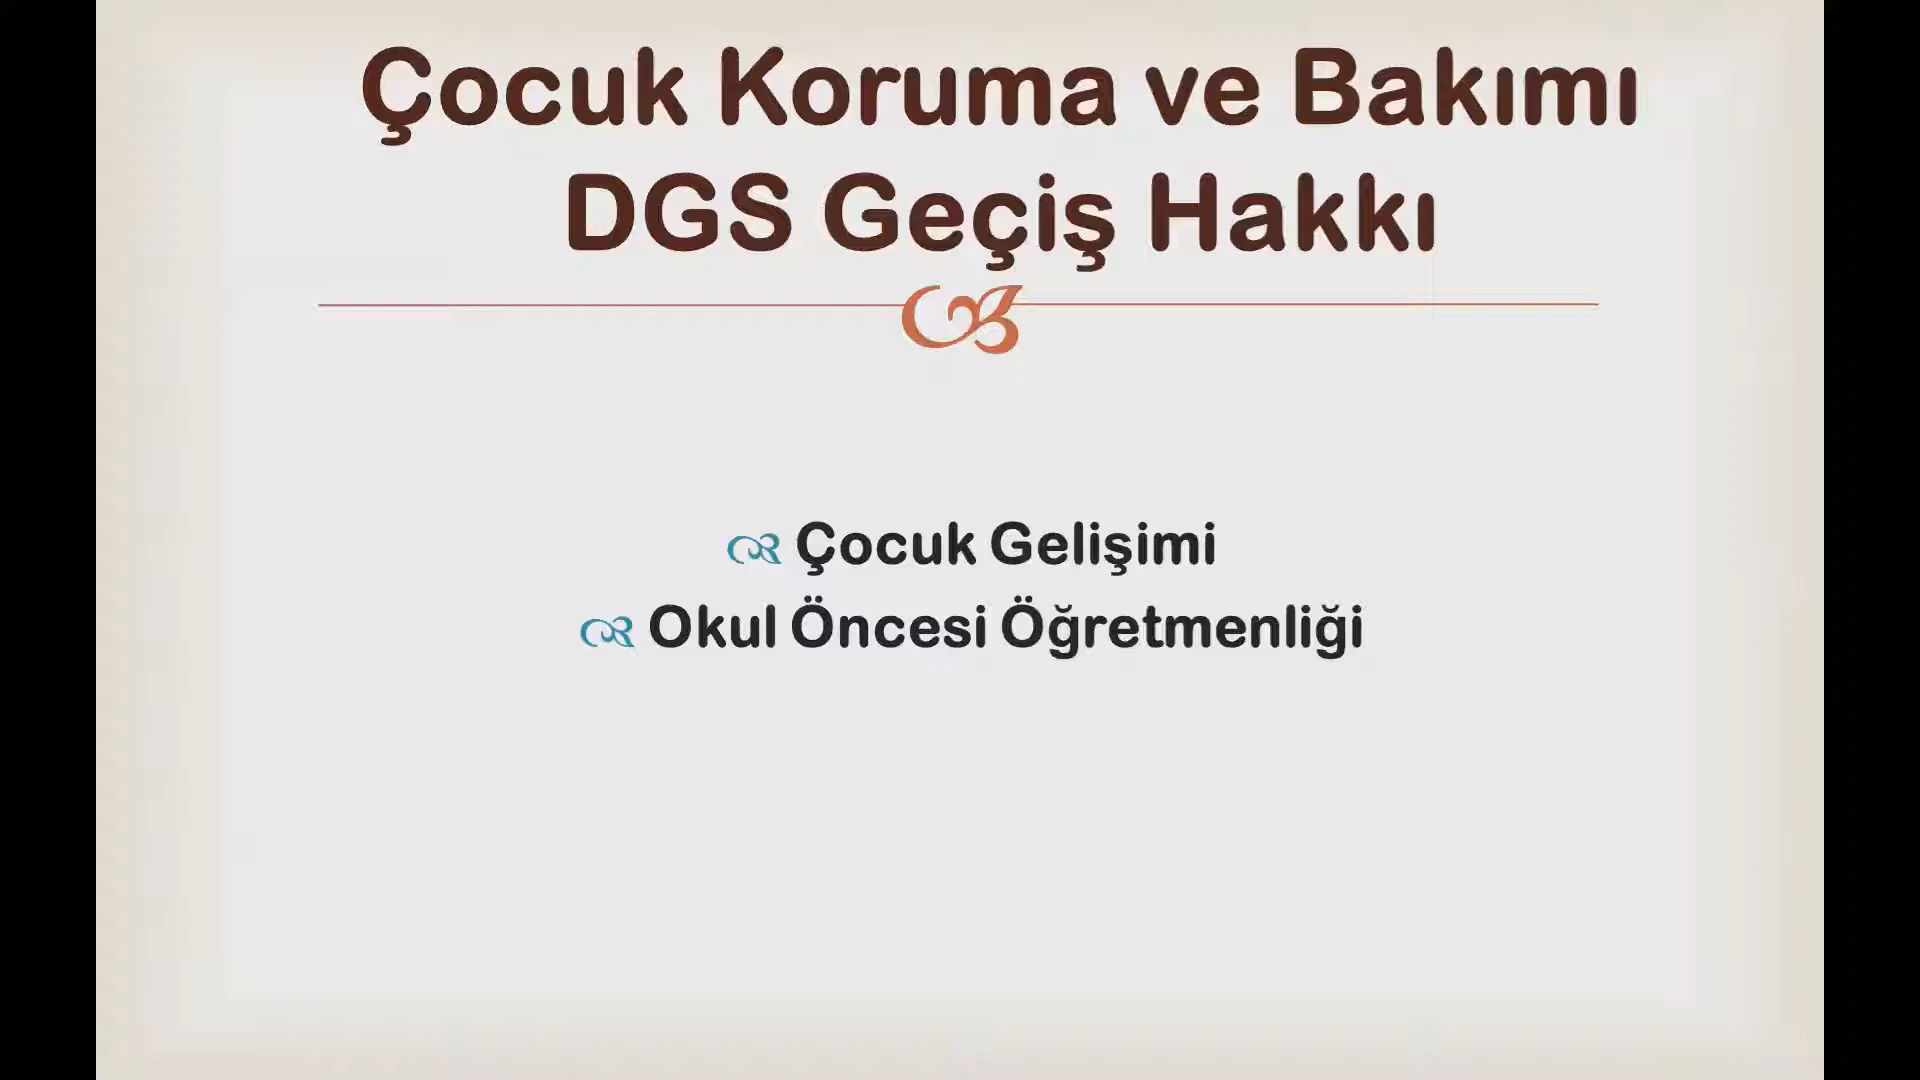 Çocuk Koruma ve Bakımı
DGS Geçiş Hakkı
Çocuk Gelişimi
Okul Öncesi Öğretmenliği